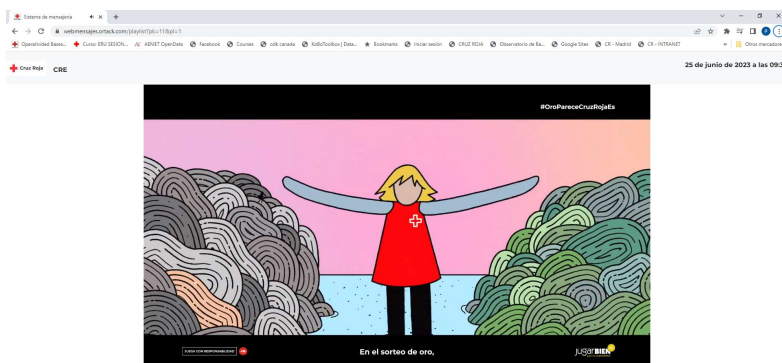 Sistema de mensajería
webmensajes.ortack.com/playlist?pk=11&pl=1
Operatividad Bases...
Curso: ERU SESION...
AEMET OpenData
Facebook
Courses
odk canada
KoBoToolbox | Data...
Bookmarks
Iniciar sesión
CRUZ ROJA
Observatorio de Ba...
Google Sites
CR - Madrid
CR - INTRANET
»
Otros marcadores
Cruz Roja
CRE
25 de junio de 2023 a las 09:3
#OroPareceCruzRojaEs
JUEGA CON RESPONSABILIDAD
+18
En el sorteo de oro,
jugarBIEN